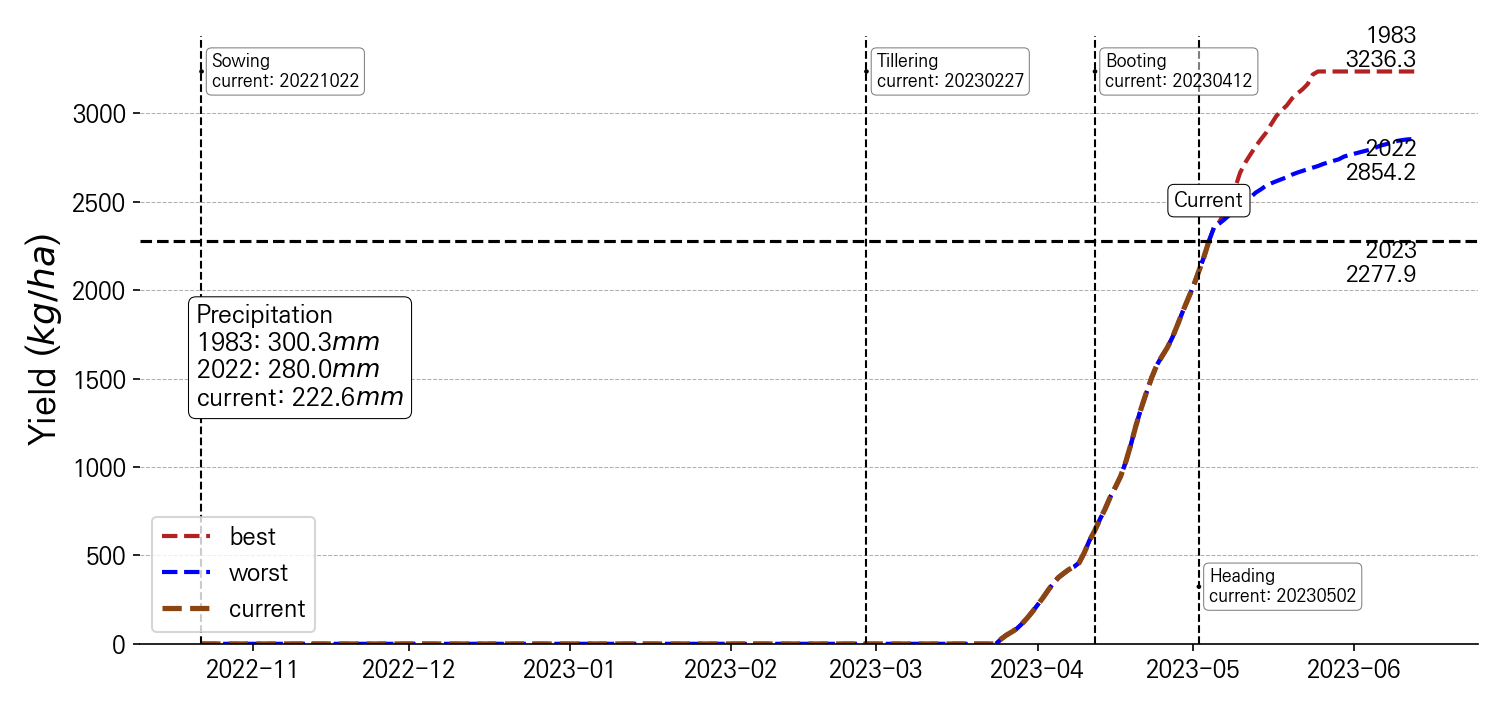 1983
3236.3
Sowing
current: 20221022
Tillering
current: 20230227
Booting
current: 20230412
3000
2022
2854.2
2500
Current
2023
2277.9
2000
Precipitation
1983: 300.3mm
2022: 280.0mm
current: 222.6mm
Yield (kg/ha)
1500
1000
best
500
worst
Heading
current: 20230502
current
0
2022-11
2022-12
2023-01
2023-02
2023-03
2023-04
2023-05
2023-06